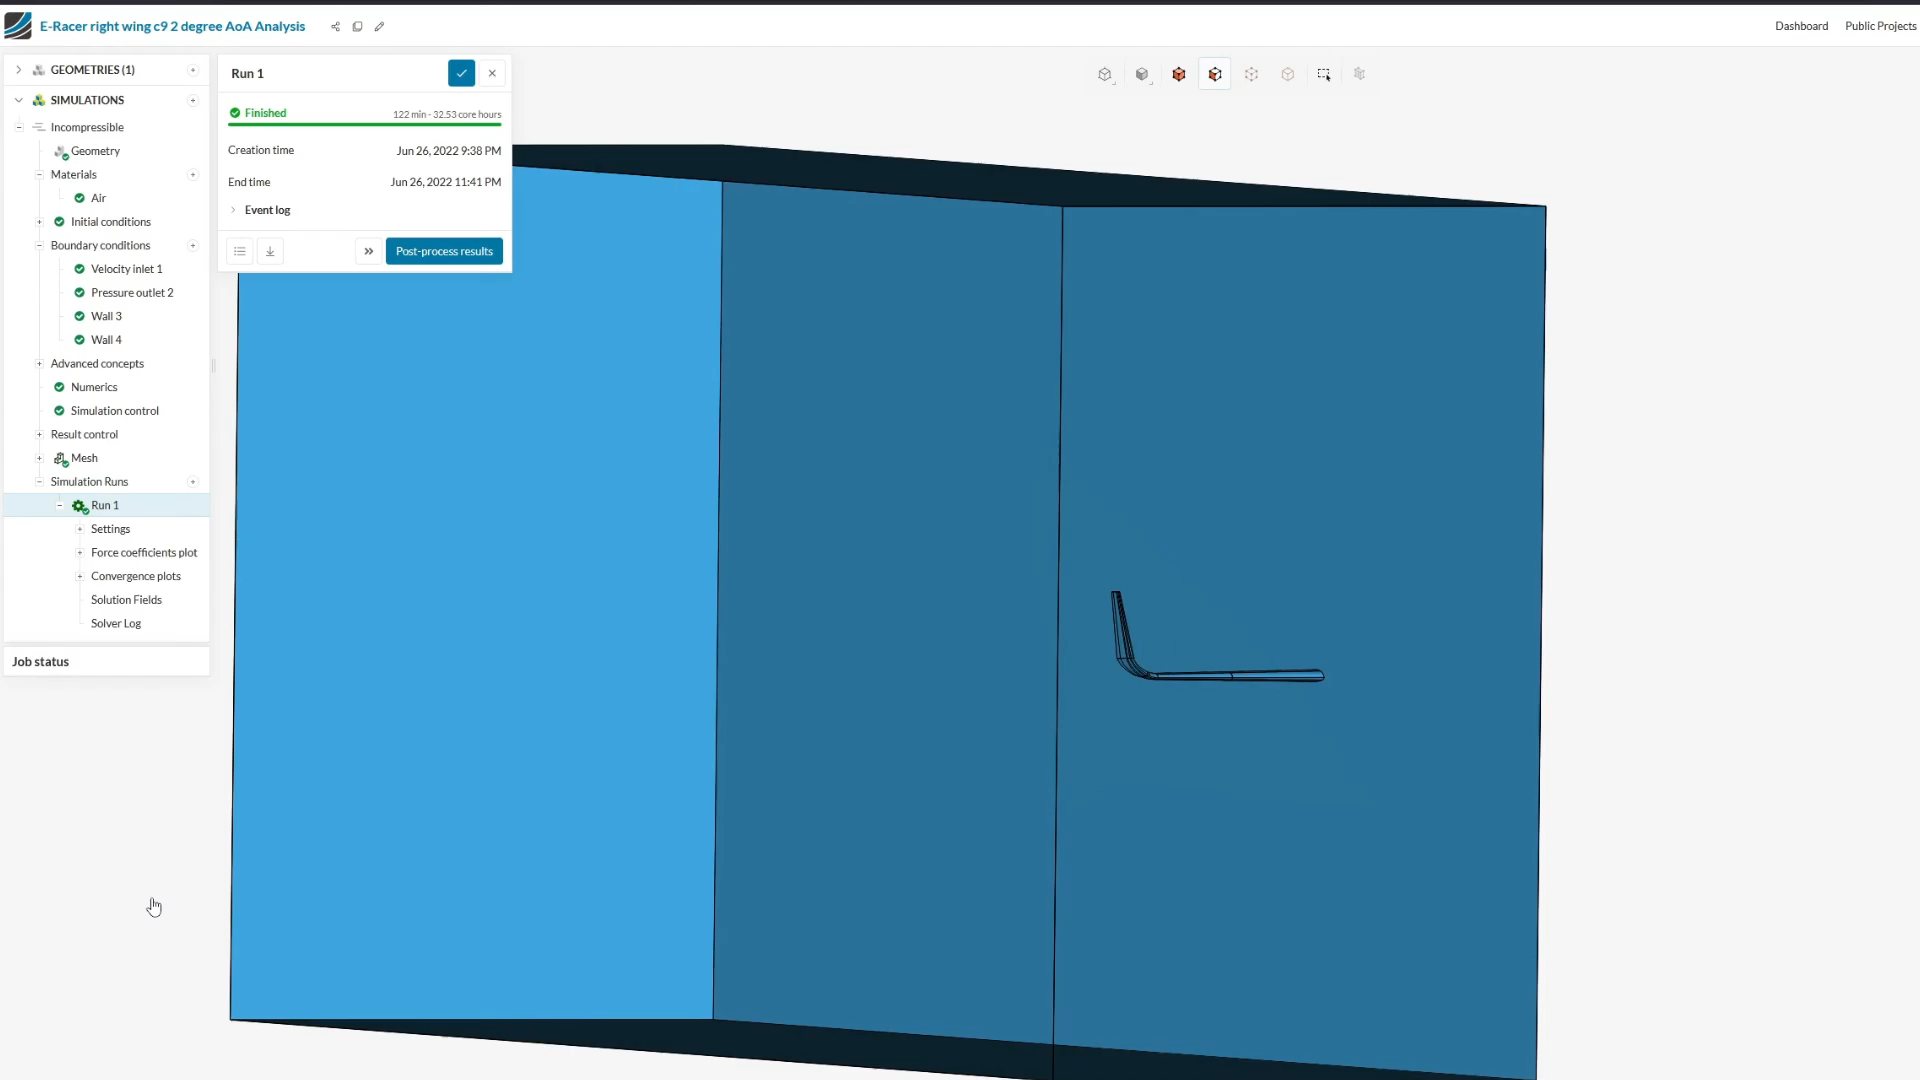 E-Racer right wing c9 2 degree AoA Analysis
Dashboard
Public Projects
GEOMETRIES (1)
SIMULATIONS
Incompressible
Geometry
Materials
Air
Initial conditions
Boundary conditions
Velocity inlet 1
Pressure outlet 2
Wall 3
Wall 4
Advanced concepts
Numerics
Simulation control
Result control
Mesh
Simulation Runs
Run 1
Settings
Force coefficients plot
Convergence plots
Solution Fields
Solver Log
Job status
Run 1
Finished
122 min - 32.53 core hours
Creation time
Jun 26, 2022 9:38 PM
End time
Jun 26, 2022 11:41 PM
Event log
Post-process results